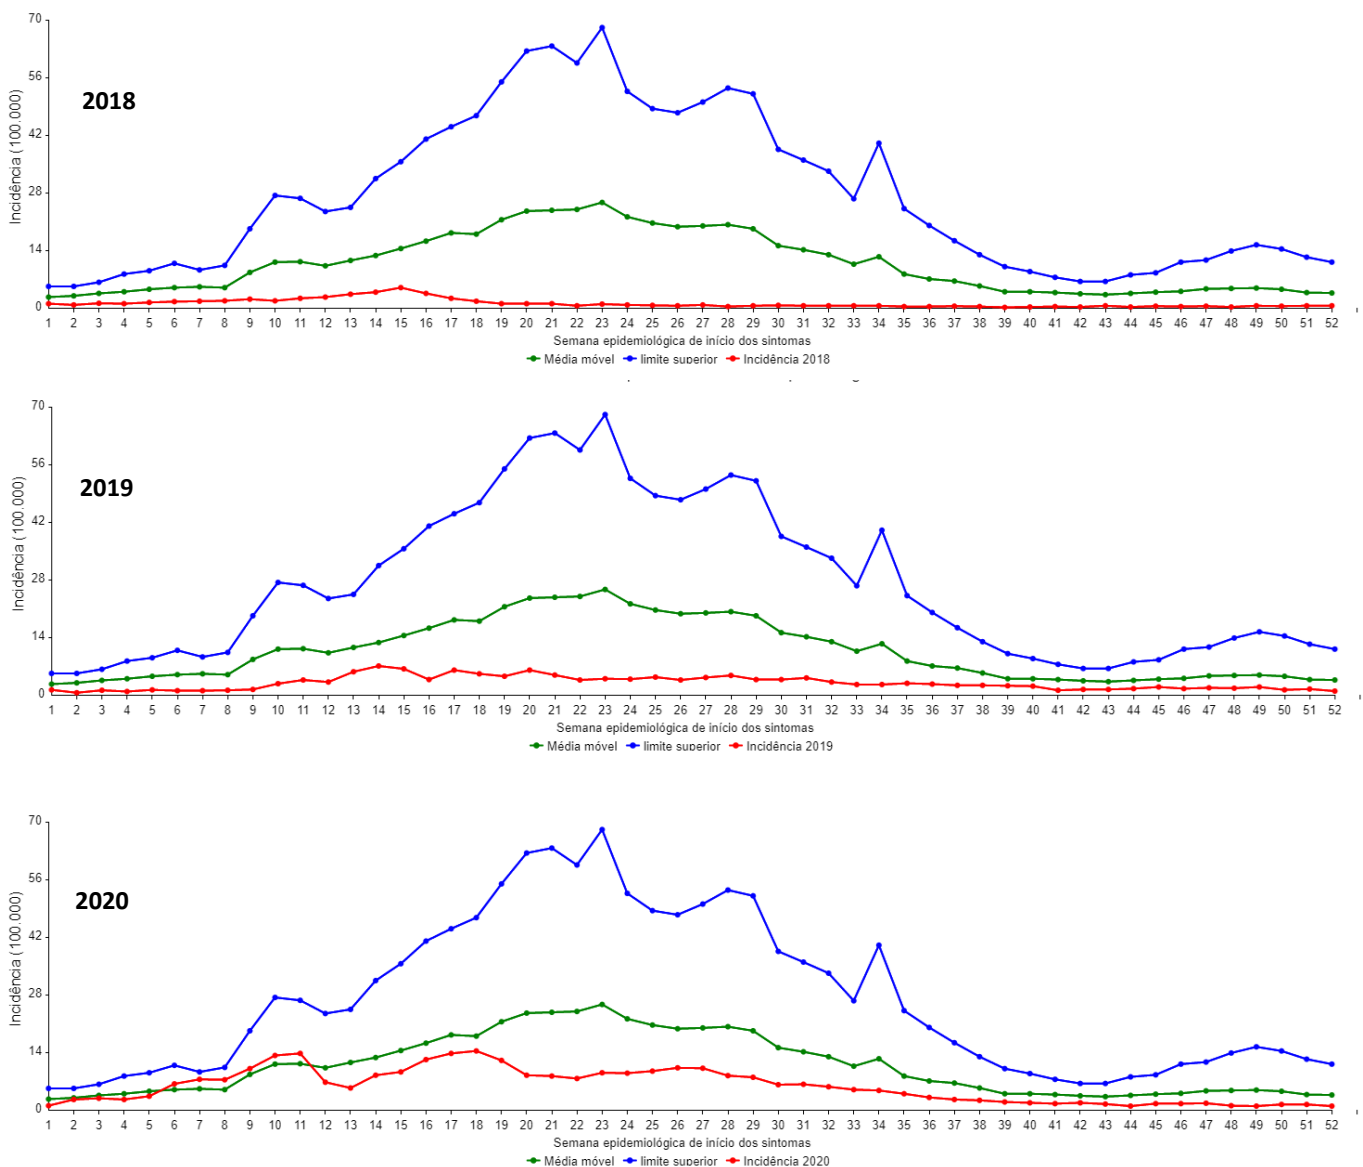 70
56
42
28
14
0
Incidência (100.000)
2018
1 2 3 4 5 6 7 8 9 10 11 12 13 14 15 16 17 18 19 20 21 22 23 24 25 26 27 28 29 30 31 32 33 34 35 36 37 38 39 40 41 42 43 44 45 46 47 48 49 50 51 52
Semana epidemiológica de início dos sintomas
Média móvel limite superior Incidência 2018
70
56
42
28
14
0
Incidência (100.000)
2019
1 2 3 4 5 6 7 8 9 10 11 12 13 14 15 16 17 18 19 20 21 22 23 24 25 26 27 28 29 30 31 32 33 34 35 36 37 38 39 40 41 42 43 44 45 46 47 48 49 50 51 52
Semana epidemiológica de início dos sintomas
Média móvel limite superior Incidência 2019
70
56
42
28
14
0
Incidência (100.000)
2020
1 2 3 4 5 6 7 8 9 10 11 12 13 14 15 16 17 18 19 20 21 22 23 24 25 26 27 28 29 30 31 32 33 34 35 36 37 38 39 40 41 42 43 44 45 46 47 48 49 50 51 52
Semana epidemiológica de início dos sintomas
Média móvel limite superior Incidência 2020